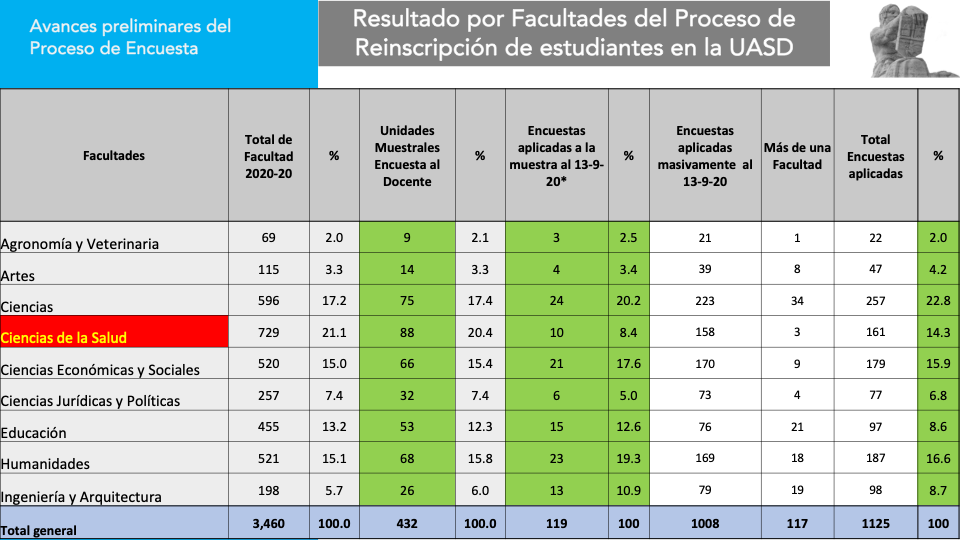 Avances preliminares del
Proceso de Encuesta
Resultado por Facultades del Proceso de
Reinscripción de estudiantes en la UASD
Facultades | Total de Facultad 2020-20 | % | Unidades Muestrales Encuesta al Docente | % | Encuestas aplicadas a la muestra al 13-9-20* | % | Encuestas aplicadas masivamente al 13-9-20 | Más de una Facultad | Total Encuestas aplicadas | %
Agronomía y Veterinaria | 69 | 2.0 | 9 | 2.1 | 3 | 2.5 | 21 | 1 | 22 | 2.0
Artes | 115 | 3.3 | 14 | 3.3 | 4 | 3.4 | 39 | 8 | 47 | 4.2
Ciencias | 596 | 17.2 | 75 | 17.4 | 24 | 20.2 | 223 | 34 | 257 | 22.8
Ciencias de la Salud | 729 | 21.1 | 88 | 20.4 | 10 | 8.4 | 158 | 3 | 161 | 14.3
Ciencias Económicas y Sociales | 520 | 15.0 | 66 | 15.4 | 21 | 17.6 | 170 | 9 | 179 | 15.9
Ciencias Jurídicas y Políticas | 257 | 7.4 | 32 | 7.4 | 6 | 5.0 | 73 | 4 | 77 | 6.8
Educación | 455 | 13.2 | 53 | 12.3 | 15 | 12.6 | 76 | 21 | 97 | 8.6
Humanidades | 521 | 15.1 | 68 | 15.8 | 23 | 19.3 | 169 | 18 | 187 | 16.6
Ingeniería y Arquitectura | 198 | 5.7 | 26 | 6.0 | 13 | 10.9 | 79 | 19 | 98 | 8.7
Total general | 3,460 | 100.0 | 432 | 100.0 | 119 | 100 | 1008 | 117 | 1125 | 100